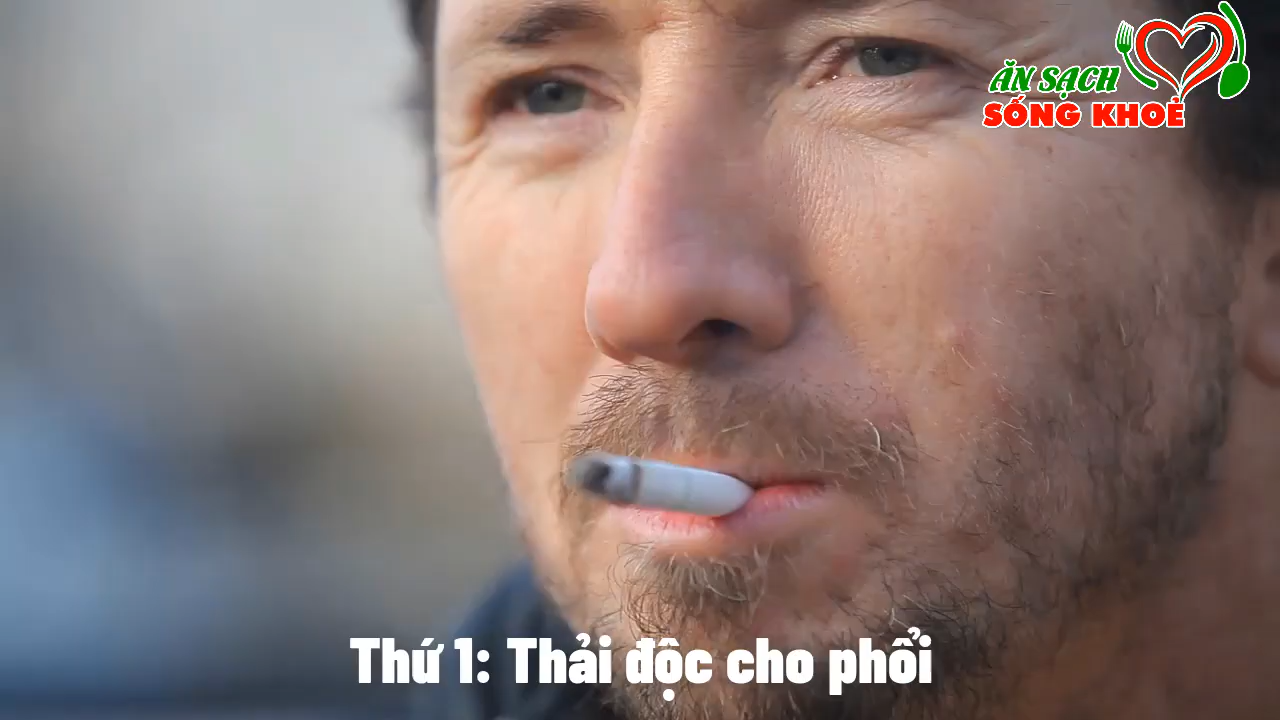 ĂN SẠCH
SỐNG KHOẺ
Thứ 1: Thải độc cho phổi